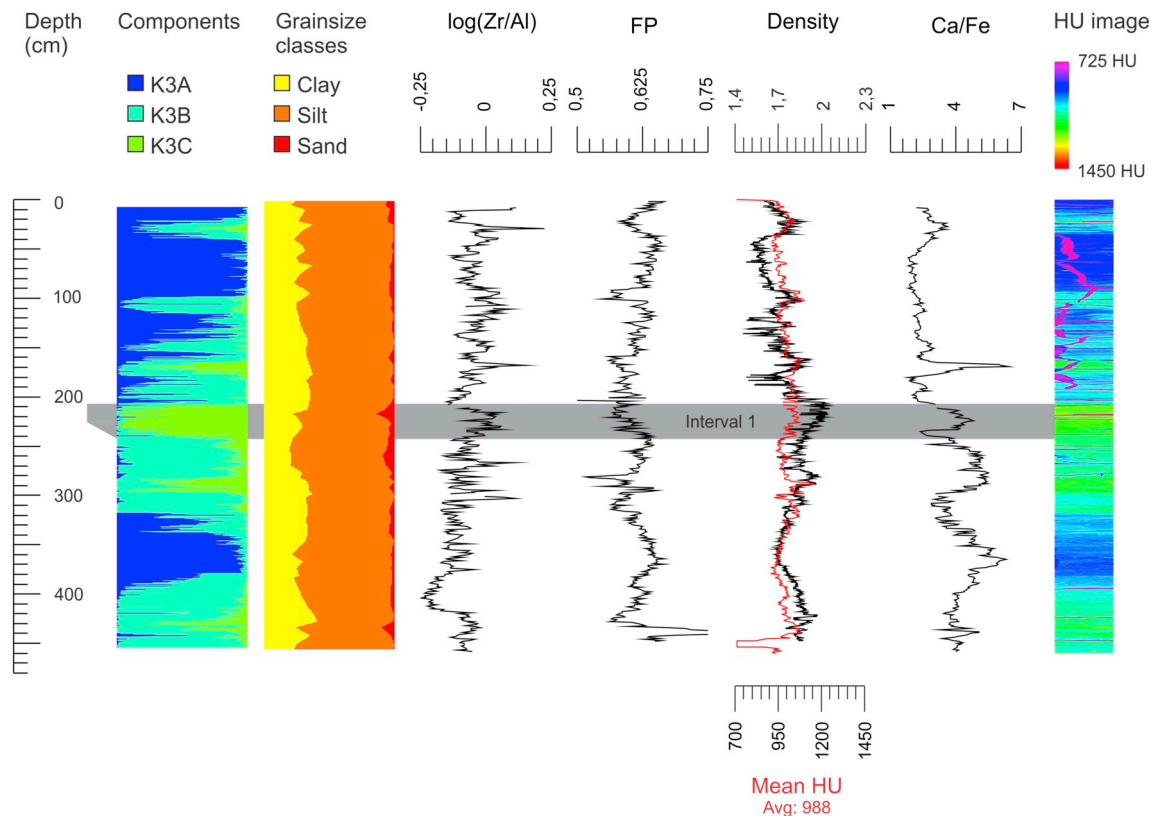 Depth
(cm)
Components
K3A
K3B
K3C
Grainsize
classes
Clay
Silt
Sand
log(Zr/Al)
-0,25
0
0,25
FP
0,5
0,625
0,75
Density
1,4
1,7
2
2,3
Ca/Fe
1
4
7
HU image
725 HU
1450 HU
0
100
200
300
400
Interval 1
700
950
1200
1450
Mean HU
Avg: 988